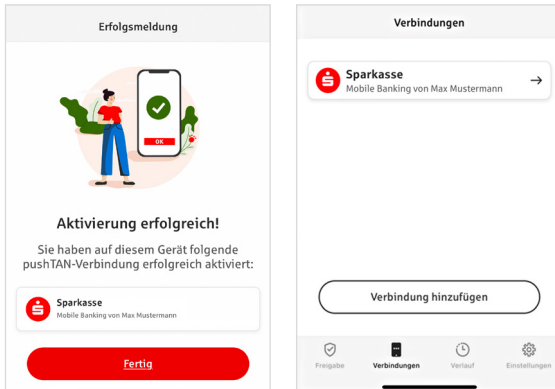 Erfolgsmeldung
OK
Aktivierung erfolgreich!
Sie haben auf diesem Gerät folgende
pushTAN-Verbindung erfolgreich aktiviert:
Sparkasse
Mobile Banking von Max Mustermann
Fertig
Verbindungen
Sparkasse
Mobile Banking von Max Mustermann
Verbindung hinzufügen
Freigabe
Verbindungen
Verlauf
Einstellungen